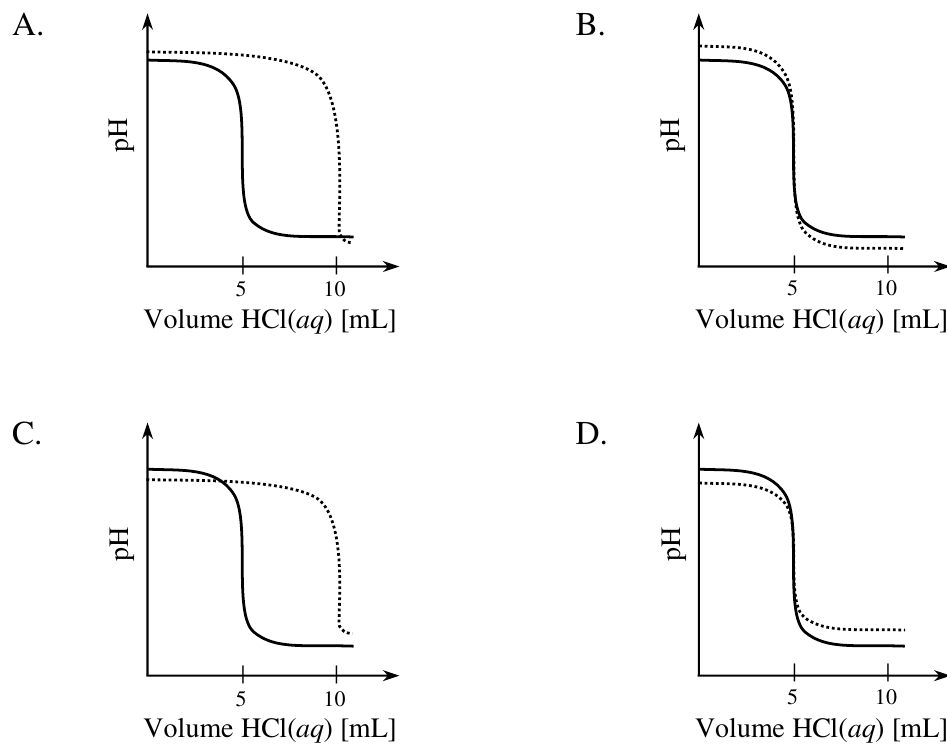 A.
pH
5 10
Volume HCl(aq) [mL]
B.
pH
5 10
Volume HCl(aq) [mL]
C.
pH
5 10
Volume HCl(aq) [mL]
D.
pH
5 10
Volume HCl(aq) [mL]